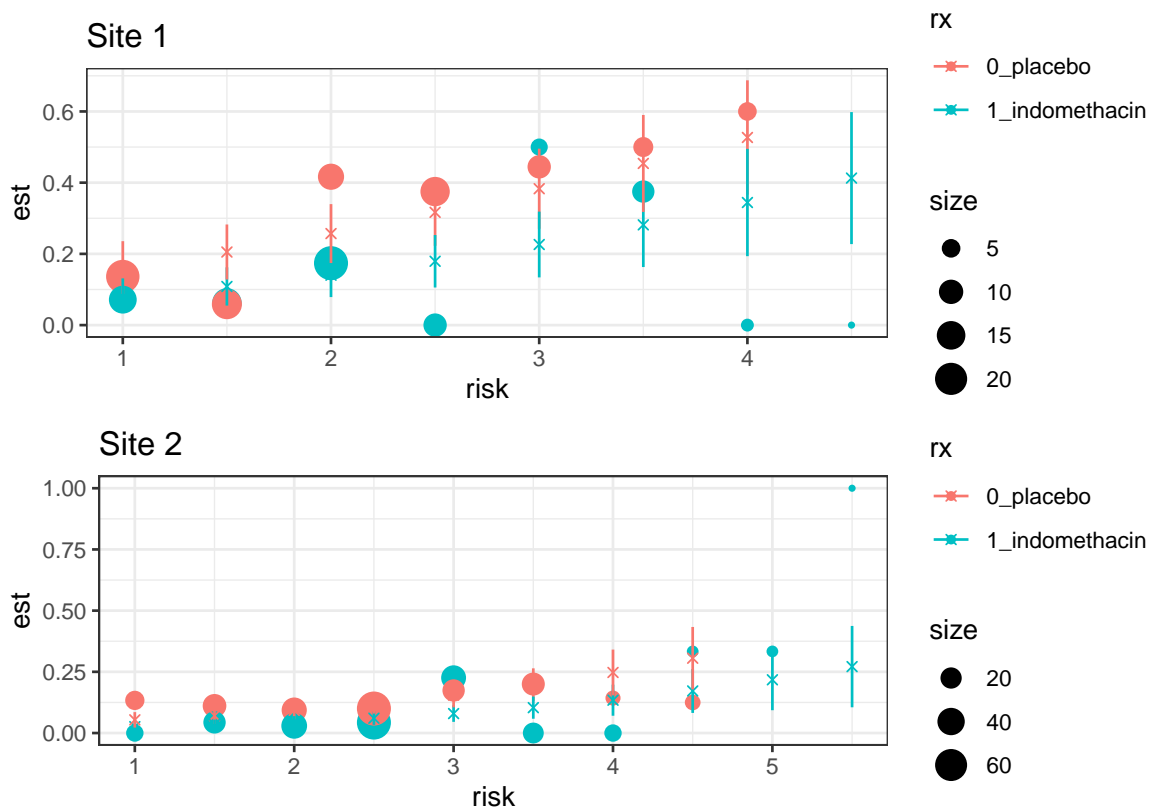 Site 1
est
0.6
0.4
0.2
0.0
1 2 3 4
risk
rx
0_placebo
1_indomethacin
size
5
10
15
20
Site 2
est
1.00
0.75
0.50
0.25
0.00
1 2 3 4 5
risk
rx
0_placebo
1_indomethacin
size
20
40
60